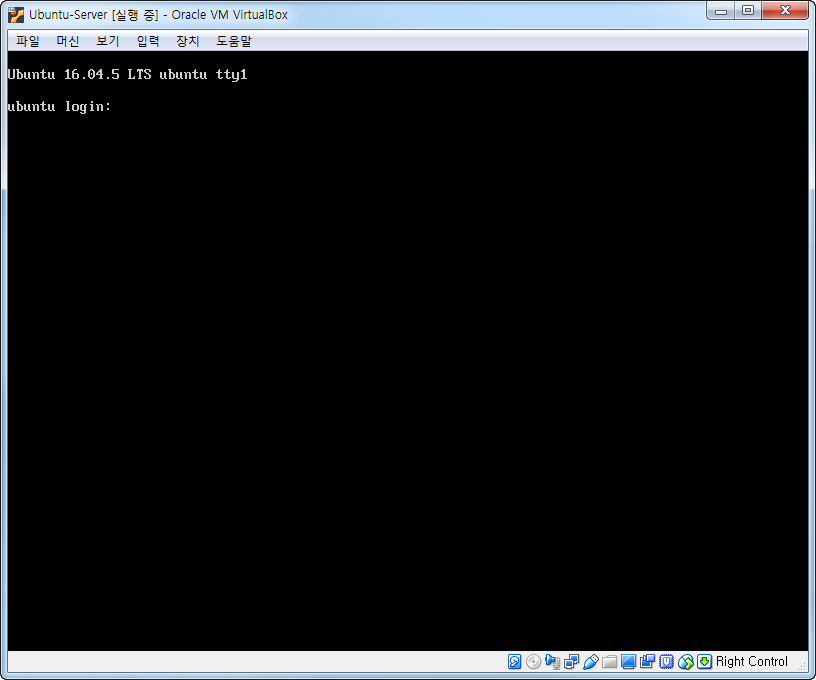 Ubuntu-Server [실행 중] - Oracle VM VirtualBox
파일 머신 보기 입력 장치 도움말
Ubuntu 16.04.5 LTS ubuntu tty1
ubuntu login:
Right Control